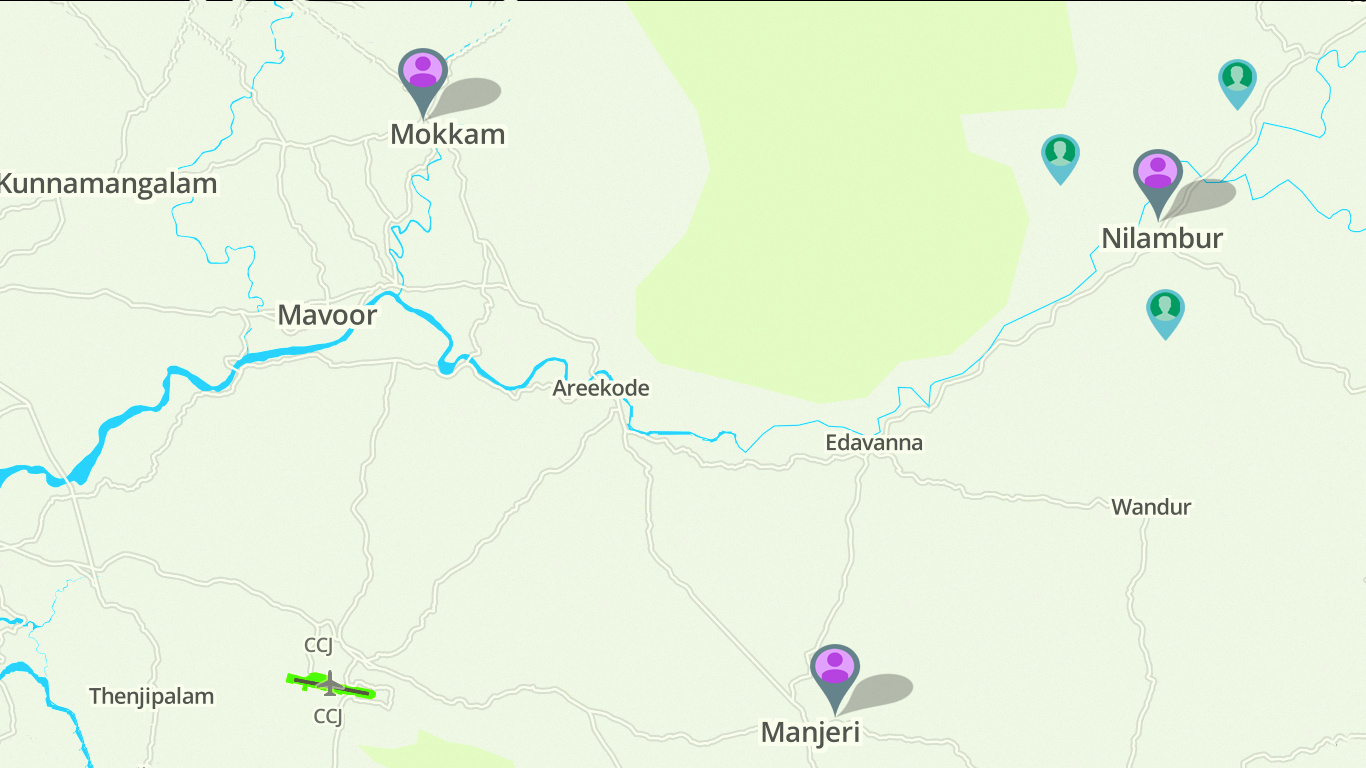 Mokkam
Kunnamangalam
Nilambur
Mavoor
Areekode
Edavanna
Wandur
CCJ
Thenjipalam
CCJ
Manjeri